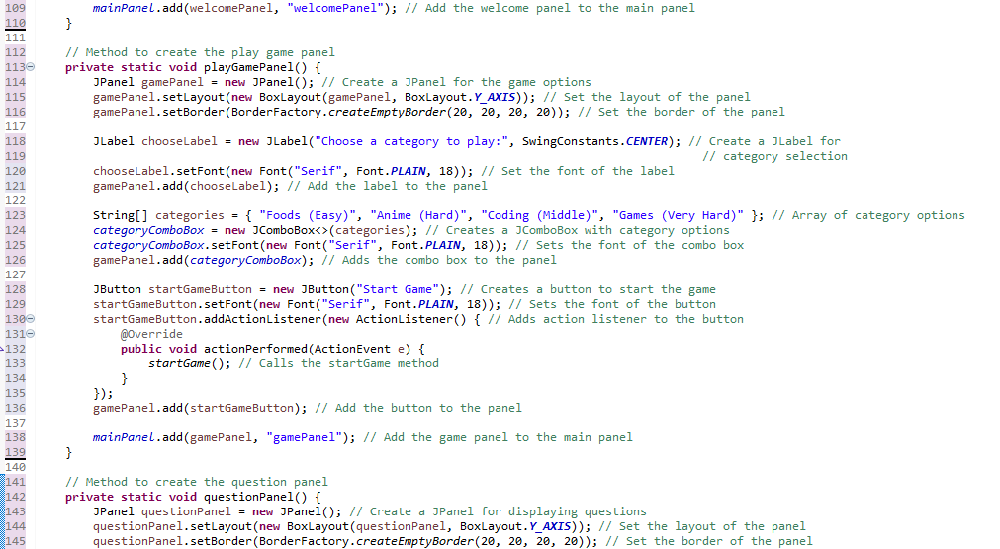 109 mainPanel.add(welcomePanel, "welcomePanel"); // Add the welcome panel to the main panel
110 }
111
112 // Method to create the play game panel
113 private static void playGamePanel() {
114 JPanel gamePanel = new JPanel(); // Create a JPanel for the game options
115 gamePanel.setLayout(new BoxLayout(gamePanel, BoxLayout.Y_AXIS)); // Set the layout of the panel
116 gamePanel.setBorder(BorderFactory.createEmptyBorder(20, 20, 20, 20)); // Set the border of the panel
117
118 JLabel chooseLabel = new JLabel("Choose a category to play:", SwingConstants.CENTER); // Create a JLabel for
119 // category selection
120 chooseLabel.setFont(new Font("Serif", Font.PLAIN, 18)); // Set the font of the label
121 gamePanel.add(chooseLabel); // Add the label to the panel
122
123 String[] categories = { "Foods (Easy)", "Anime (Hard)", "Coding (Middle)", "Games (Very Hard)" }; // Array of category options
124 categoryComboBox = new JComboBox<>(categories); // Creates a JComboBox with category options
125 categoryComboBox.setFont(new Font("Serif", Font.PLAIN, 18)); // Sets the font of the combo box
126 gamePanel.add(categoryComboBox); // Adds the combo box to the panel
127
128 JButton startGameButton = new JButton("Start Game"); // Creates a button to start the game
129 startGameButton.setFont(new Font("Serif", Font.PLAIN, 18)); // Sets the font of the button
130 startGameButton.addActionListener(new ActionListener() { // Adds action listener to the button
131 @Override
132 public void actionPerformed(ActionEvent e) {
133 startGame(); // Calls the startGame method
134 }
135 });
136 gamePanel.add(startGameButton); // Add the button to the panel
137
138 mainPanel.add(gamePanel, "gamePanel"); // Add the game panel to the main panel
139 }
140
141 // Method to create the question panel
142 private static void questionPanel() {
143 JPanel questionPanel = new JPanel(); // Create a JPanel for displaying questions
144 questionPanel.setLayout(new BoxLayout(questionPanel, BoxLayout.Y_AXIS)); // Set the layout of the panel
145 questionPanel.setBorder(BorderFactory.createEmptyBorder(20, 20, 20, 20)); // Set the border of the panel